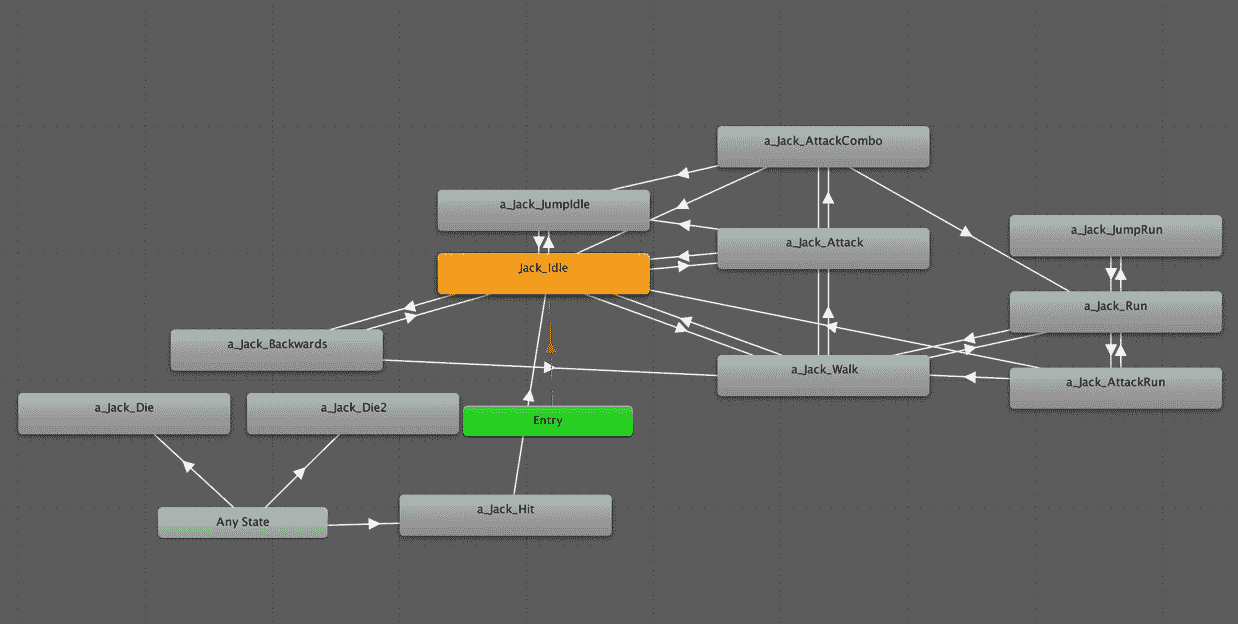 a_Jack_AttackCombo
a_Jack_JumpIdle
a_Jack_JumpRun
a_Jack_Attack
Jack_Idle
a_Jack_Run
a_Jack_Backwards
a_Jack_Walk
a_Jack_AttackRun
a_Jack_Die
a_Jack_Die2
Entry
a_Jack_Hit
Any State